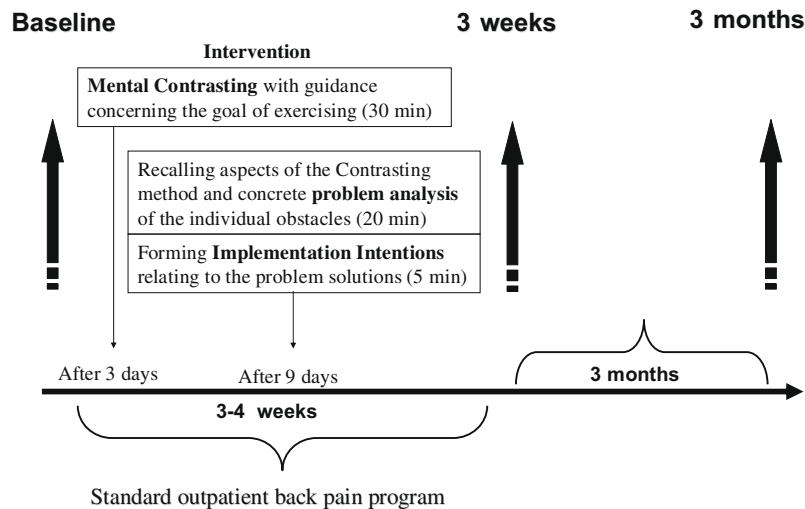 Baseline
3 weeks
3 months
Intervention
Mental Contrasting with guidance
concerning the goal of exercising (30 min)
Recalling aspects of the Contrasting
method and concrete problem analysis
of the individual obstacles (20 min)
Forming Implementation Intentions
relating to the problem solutions (5 min)
After 3 days
After 9 days
3 months
3-4 weeks
Standard outpatient back pain program